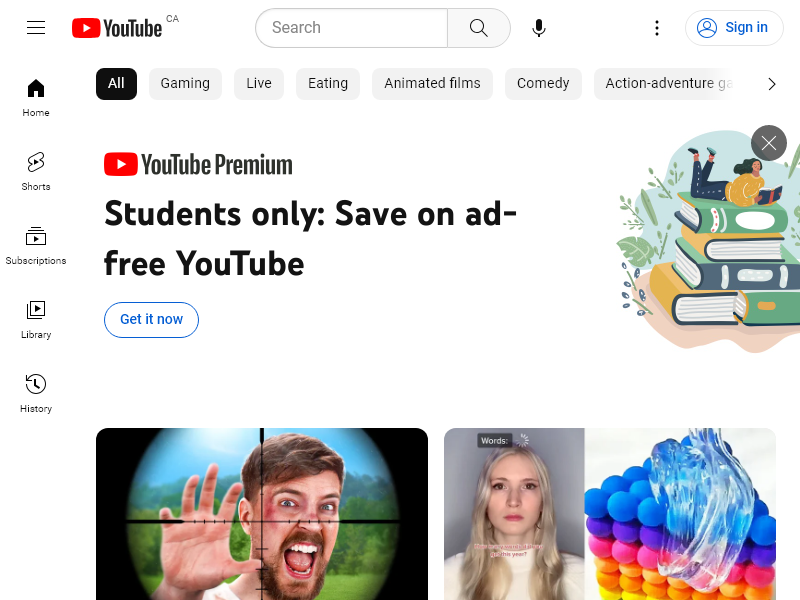 YouTube CA
Search
Sign in
All
Gaming
Live
Eating
Animated films
Comedy
Action-adventure ga
Home
Shorts
Subscriptions
Library
History
YouTube Premium
Students only: Save on ad-
free YouTube
Get it now
Words: